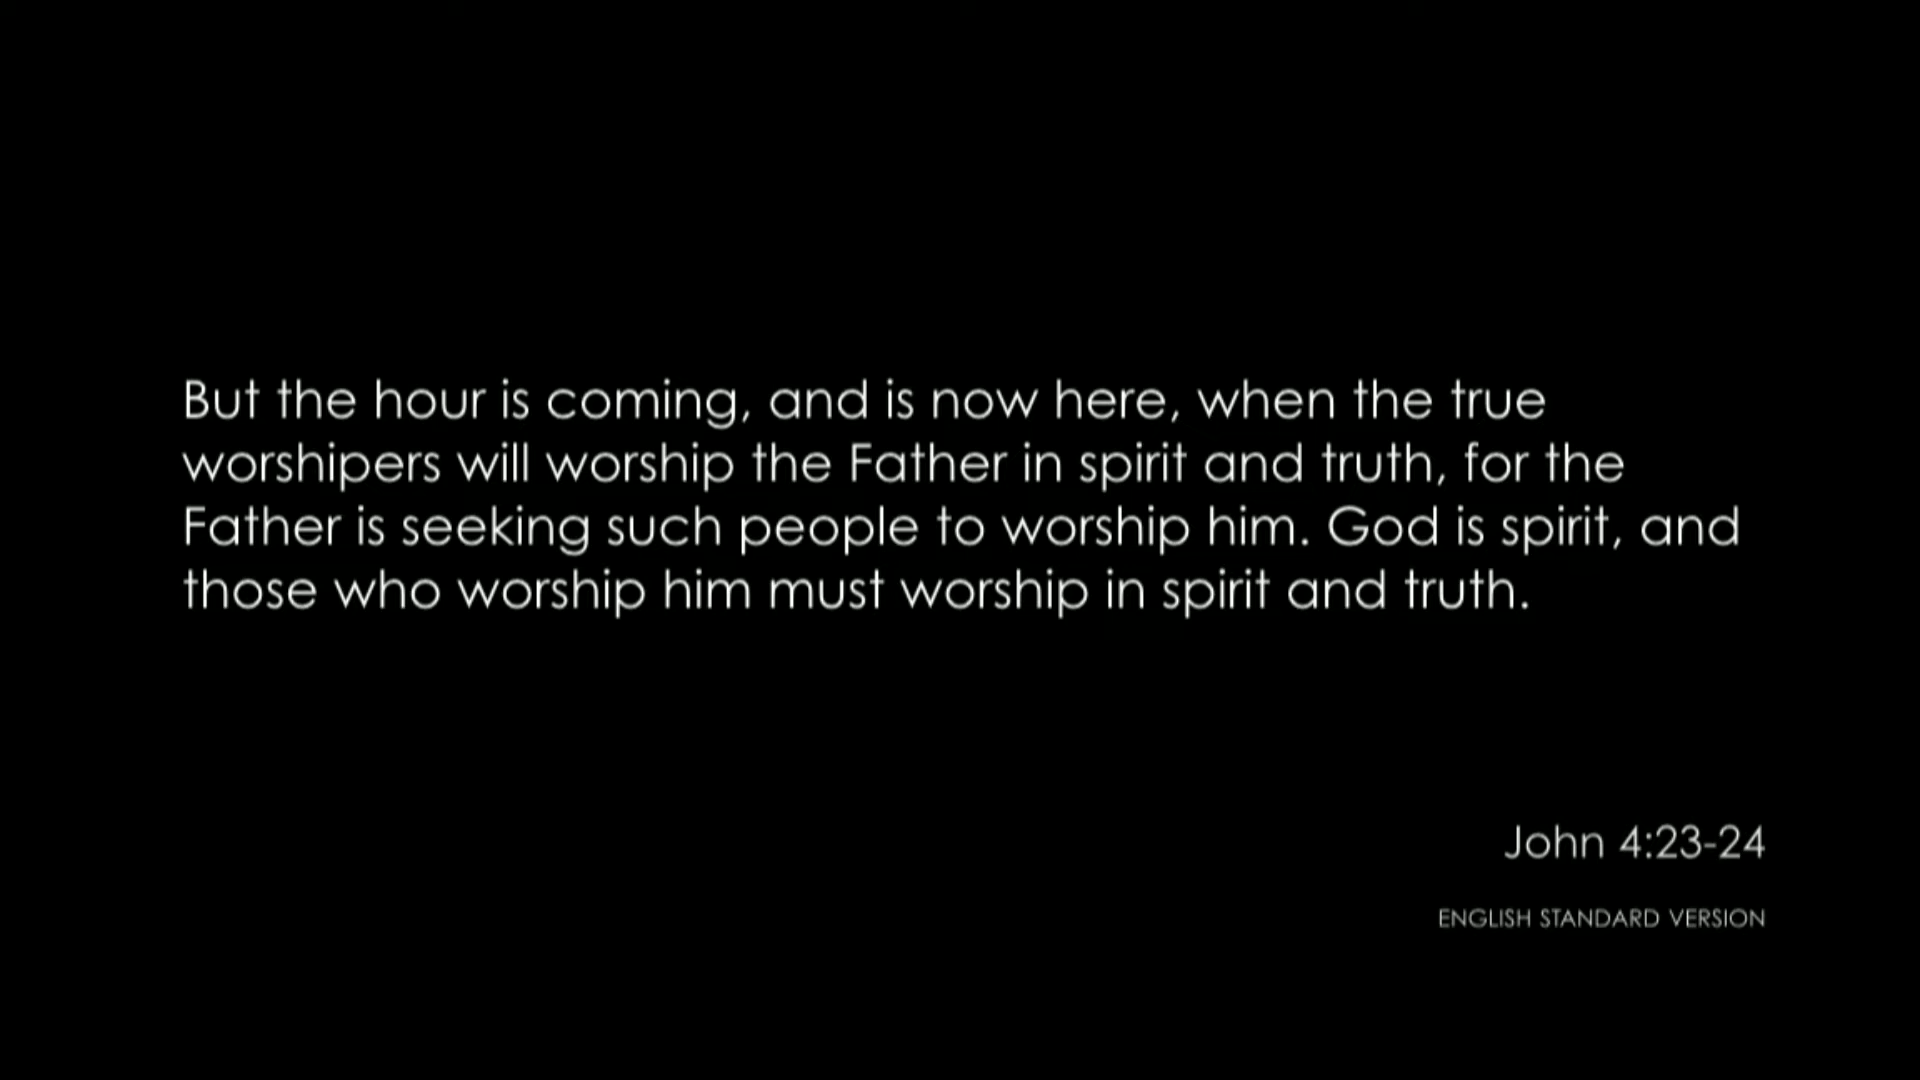 But the hour is coming, and is now here, when the true
worshipers will worship the Father in spirit and truth, for the
Father is seeking such people to worship him. God is spirit, and
those who worship him must worship in spirit and truth.
John 4:23-24
ENGLISH STANDARD VERSION